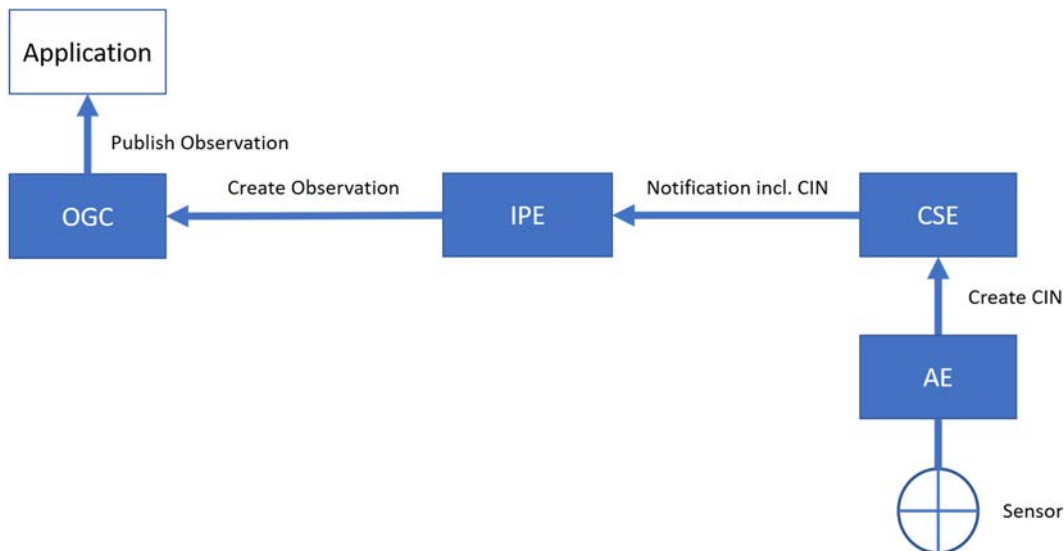 Application
Publish Observation
OGC
Create Observation
IPE
Notification incl. CIN
CSE
Create CIN
AE
Sensor